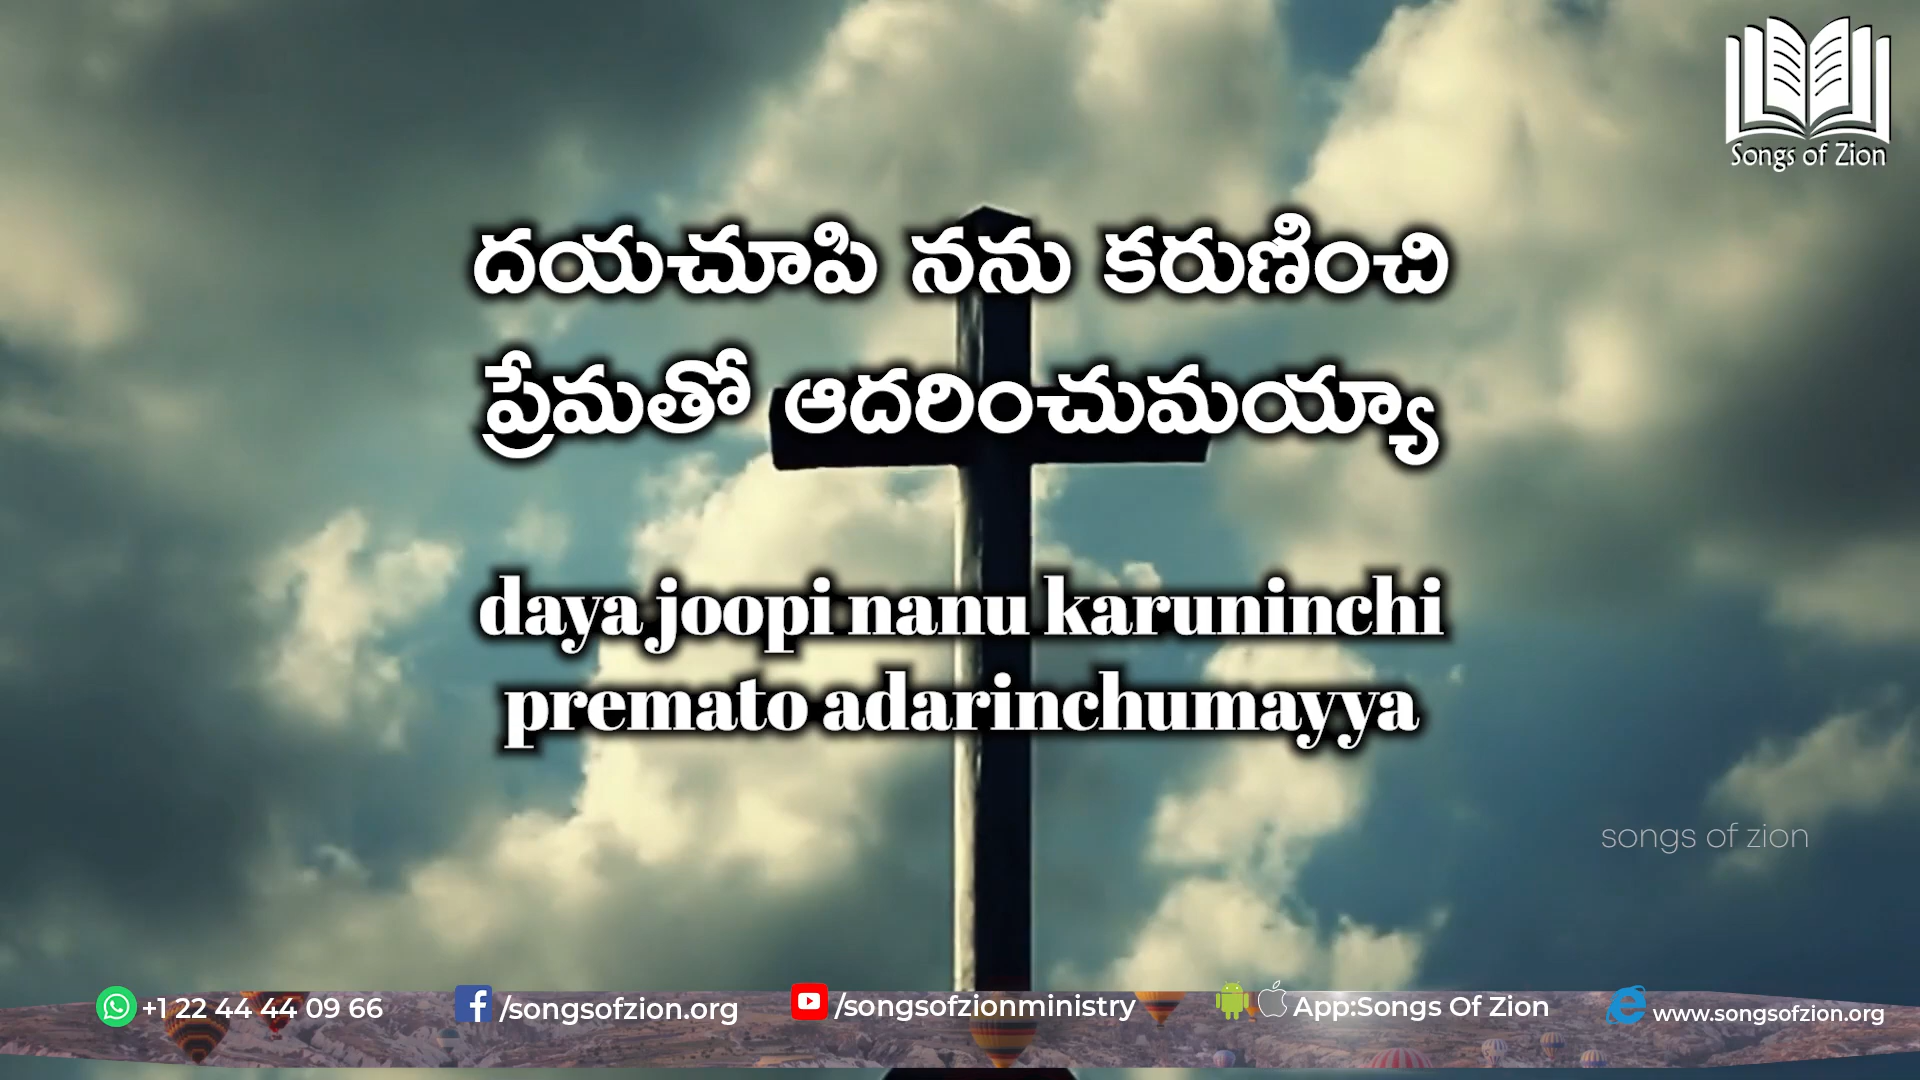 Songs of Zion
దయచూపి నను కరుణించి
ప్రేమతో ఆదరించుమయ్యా
daya joopi nanu karuninchi
premato adarinchumayya
songs of zion
+1 22 44 44 09 66
/songsofzion.org
/songsofzionministry
App:Songs Of Zion
www.songsofzion.org